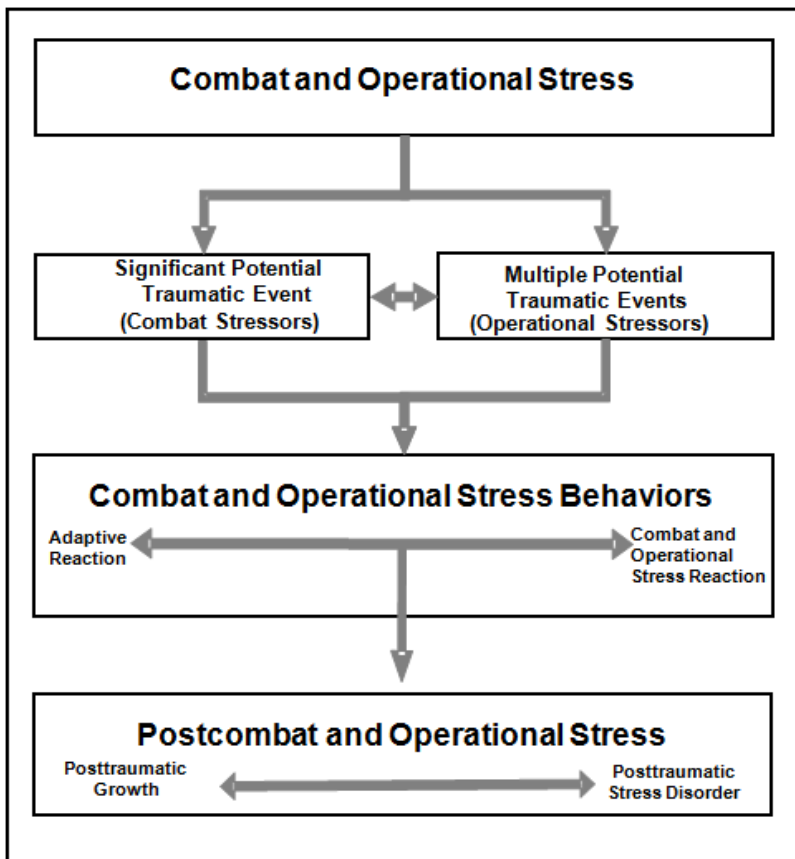 Combat and Operational Stress
Significant Potential
Traumatic Event
(Combat Stressors)
Multiple Potential
Traumatic Events
(Operational Stressors)
Combat and Operational Stress Behaviors
Adaptive
Reaction
Combat and
Operational
Stress Reaction
Postcombat and Operational Stress
Posttraumatic
Growth
Posttraumatic
Stress Disorder